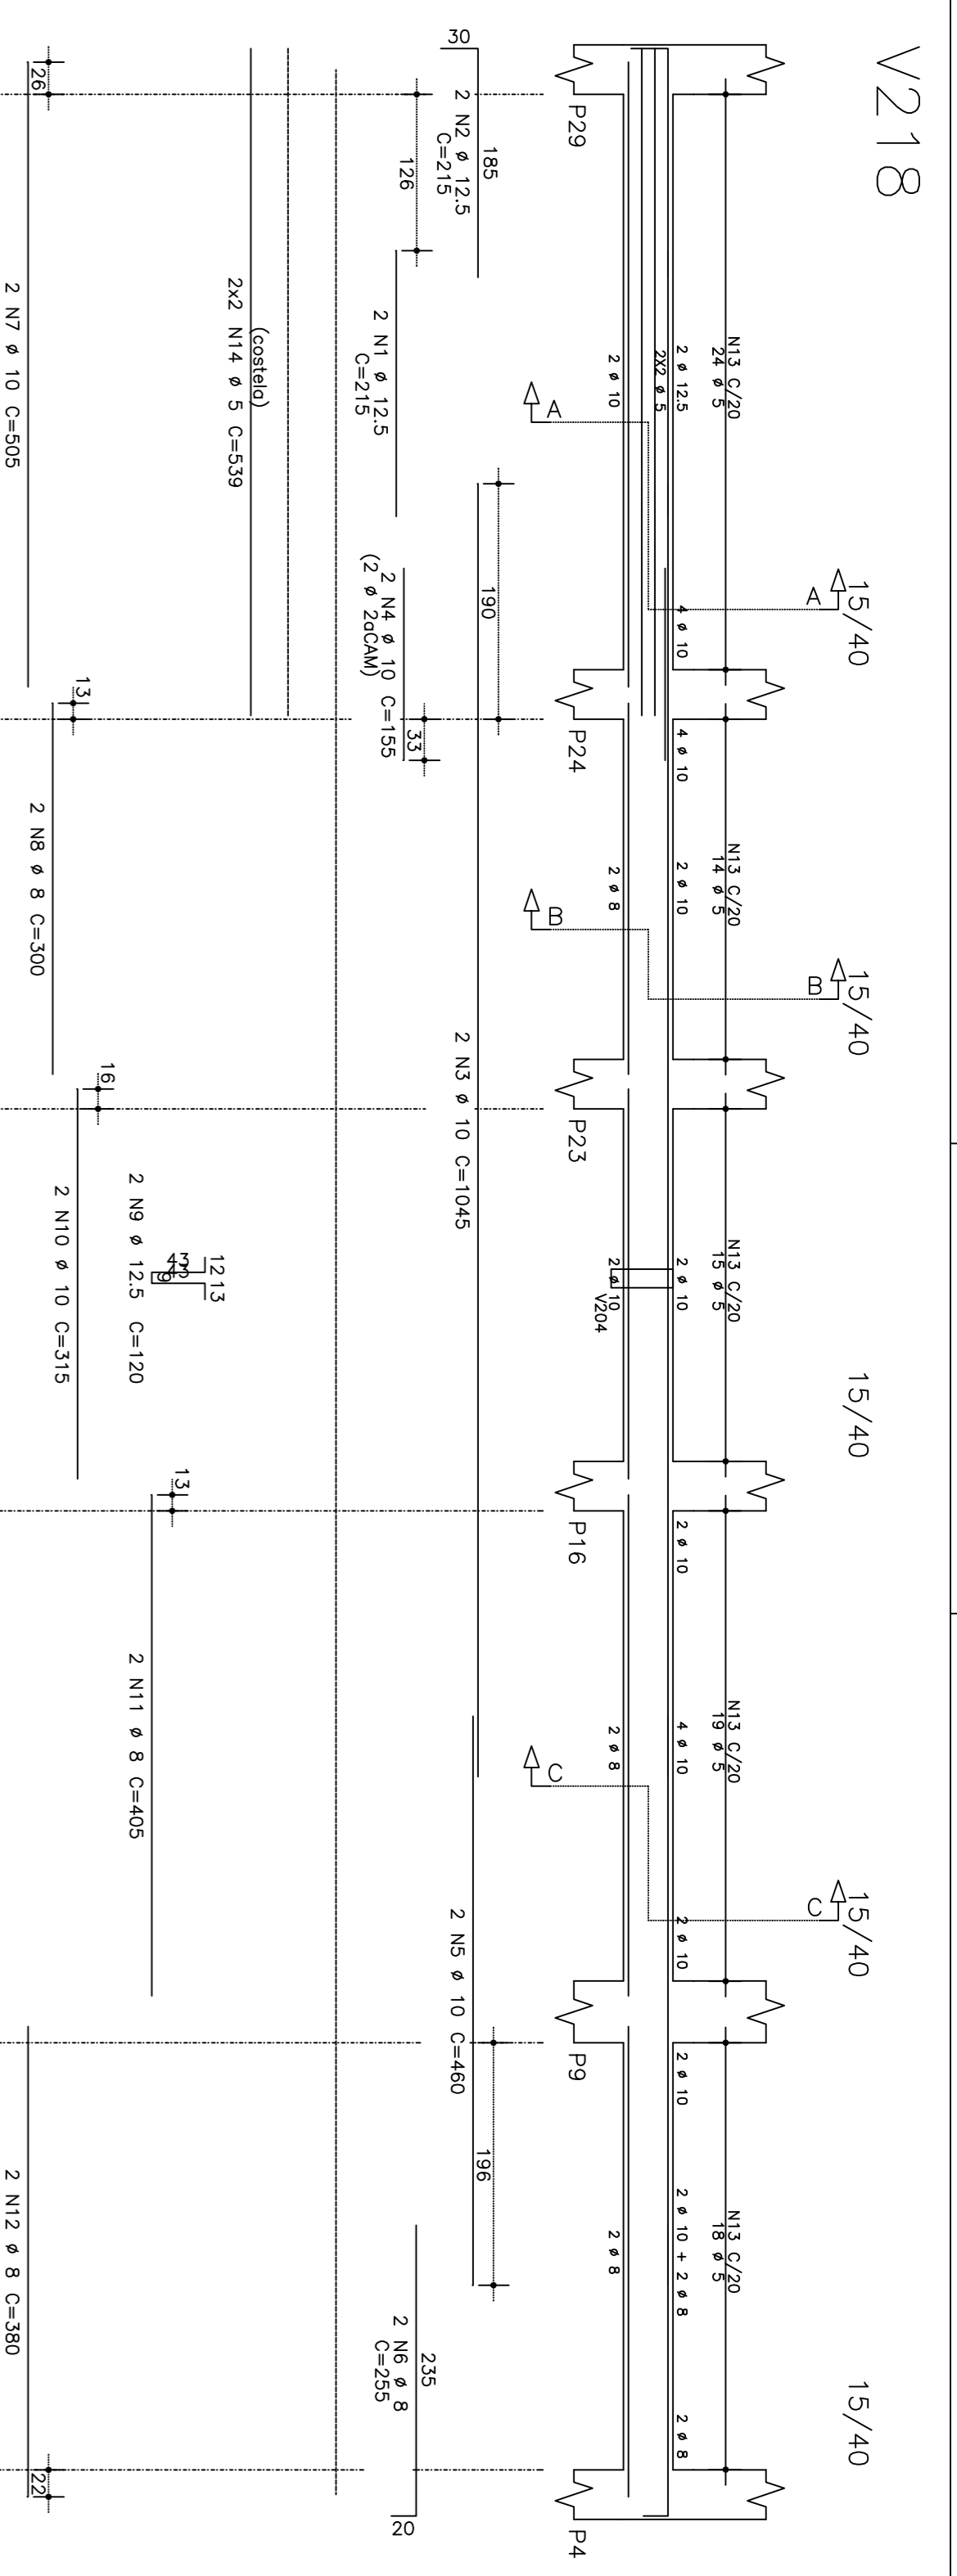 V218
15/40
15/40
15/40
15/40
15/40
N13 C/20
24 ø 5
N13 C/20
14 ø 5
N13 C/20
15 ø 5
N13 C/20
19 ø 5
N13 C/20
18 ø 5
A
B
C
2 ø 12.5
4 ø 10
4 ø 10
2 ø 10
2 ø 10
2 ø 10
4 ø 10
2 ø 10
2 ø 10
2 ø 10 + 2 ø 8
2 ø 8
2X2 ø 5
2 ø 10
2 ø 8
2 ø 10
V204
2 ø 8
2 ø 8
A
B
C
P29
P24
P23
P16
P9
P4
30
185
2 N2 ø 12.5
C=215
190
2 N3 ø 10 C=1045
196
2 N5 ø 10 C=460
126
2 N1 ø 12.5
C=215
33
2 N4 ø 10 C=155
(2 ø 2aCAM)
235
2 N6 ø 8
C=255
20
(costela)
2x2 N14 ø 5 C=539
12
13
43
43
9
2 N9 ø 12.5 C=120
13
2 N11 ø 8 C=405
16
2 N10 ø 10 C=315
13
2 N8 ø 8 C=300
26
2 N7 ø 10 C=505
22
2 N12 ø 8 C=380